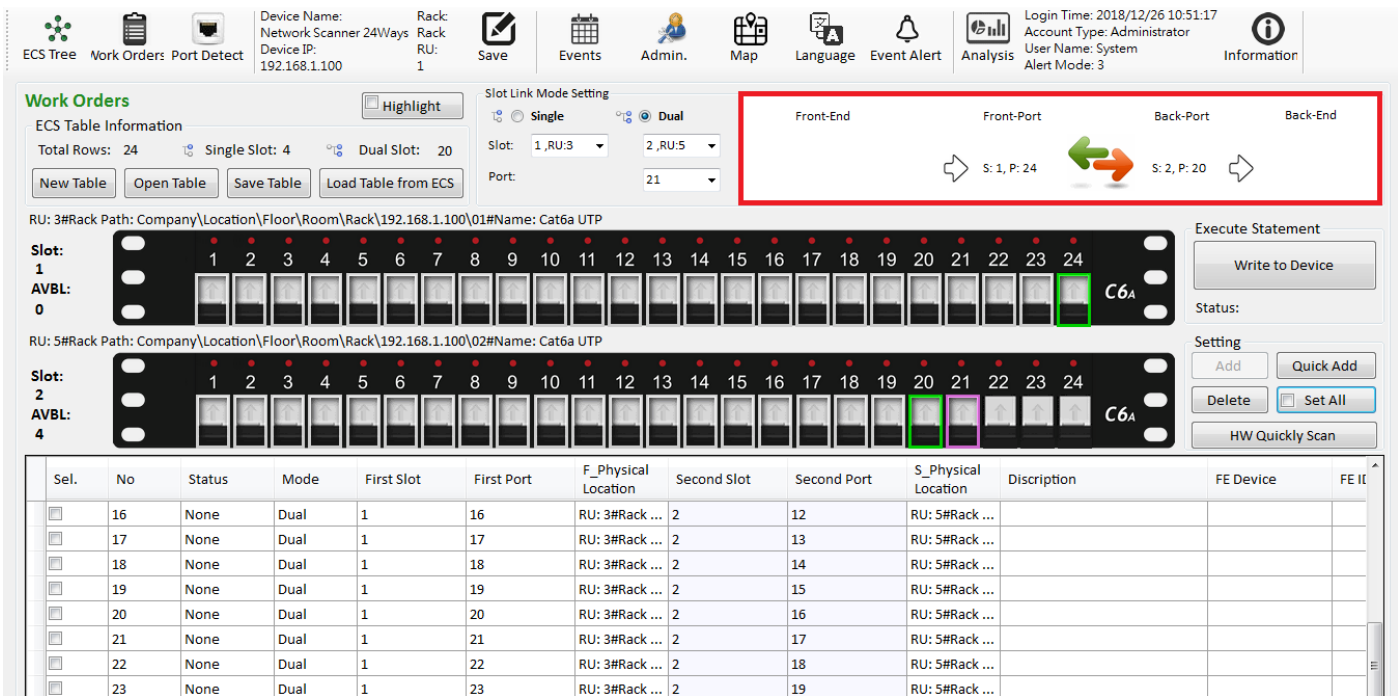 ECS Tree
Work Orders
Port Detect
Device Name:
Network Scanner 24Ways
Device IP:
192.168.1.100
Rack:
Rack
RU:
1
Save
Events
Admin.
Map
Language
Event Alert
Analysis
Login Time: 2018/12/26 10:51:17
Account Type: Administrator
User Name: System
Alert Mode: 3
Information
Work Orders
Highlight
ECS Table Information
Total Rows: 24 Single Slot: 4 Dual Slot: 20
New Table Open Table Save Table Load Table from ECS
Slot Link Mode Setting
Single Dual
Slot: 1 ,RU:3 2 ,RU:5
Port: 21
Front-End Front-Port Back-Port Back-End
S: 1, P: 24 S: 2, P: 20
RU: 3#Rack Path: Company\Location\Floor\Room\Rack\192.168.1.100\01#Name: Cat6a UTP
Slot:
1
AVBL:
0
1 2 3 4 5 6 7 8 9 10 11 12 13 14 15 16 17 18 19 20 21 22 23 24
C6A
Execute Statement
Write to Device
Status:
RU: 5#Rack Path: Company\Location\Floor\Room\Rack\192.168.1.100\02#Name: Cat6a UTP
Slot:
2
AVBL:
4
1 2 3 4 5 6 7 8 9 10 11 12 13 14 15 16 17 18 19 20 21 22 23 24
C6A
Setting
Add Quick Add
Delete Set All
HW Quickly Scan
Sel. No Status Mode First Slot First Port F_Physical Location Second Slot Second Port S_Physical Location Discription FE Device FE ID
16 None Dual 1 16 RU: 3#Rack ... 2 12 RU: 5#Rack ...
17 None Dual 1 17 RU: 3#Rack ... 2 13 RU: 5#Rack ...
18 None Dual 1 18 RU: 3#Rack ... 2 14 RU: 5#Rack ...
19 None Dual 1 19 RU: 3#Rack ... 2 15 RU: 5#Rack ...
20 None Dual 1 20 RU: 3#Rack ... 2 16 RU: 5#Rack ...
21 None Dual 1 21 RU: 3#Rack ... 2 17 RU: 5#Rack ...
22 None Dual 1 22 RU: 3#Rack ... 2 18 RU: 5#Rack ...
23 None Dual 1 23 RU: 3#Rack ... 2 19 RU: 5#Rack ...